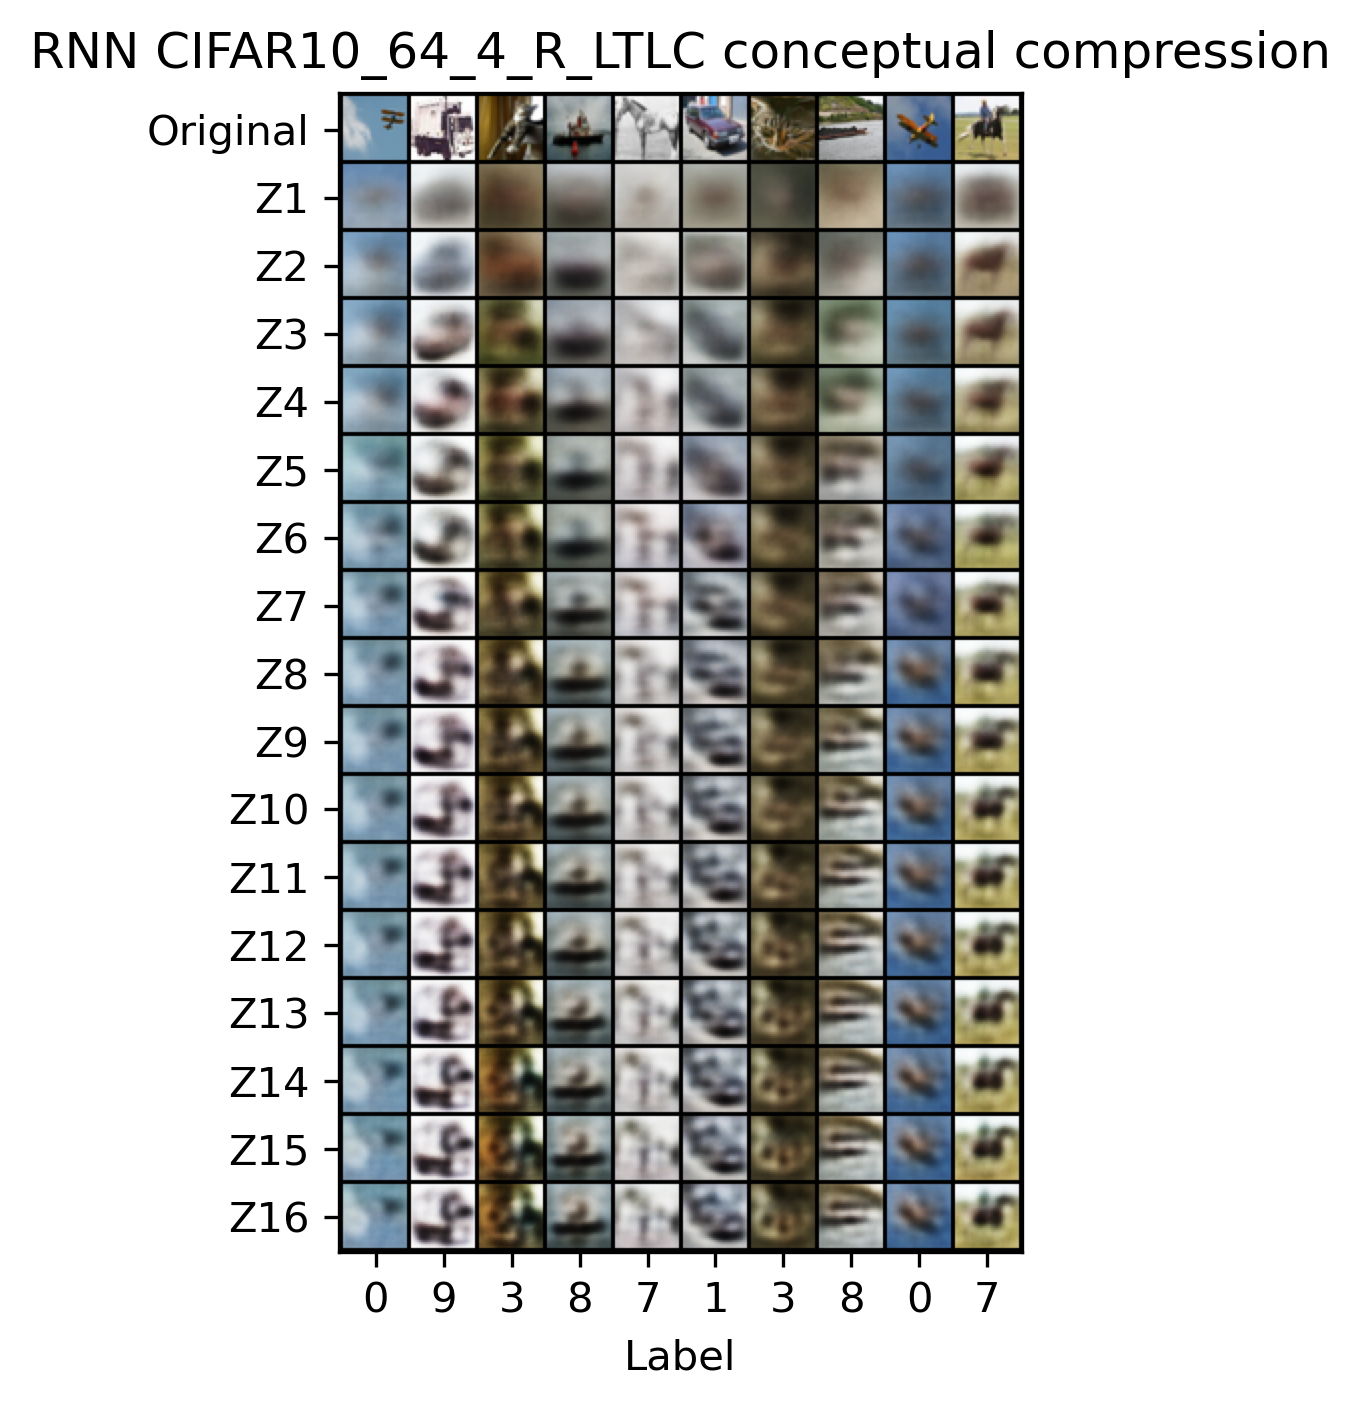 RNN CIFAR10_64_4_R_LTLC conceptual compression
Original
Z1
Z2
Z3
Z4
Z5
Z6
Z7
Z8
Z9
Z10
Z11
Z12
Z13
Z14
Z15
Z16
0 9 3 8 7 1 3 8 0 7
Label